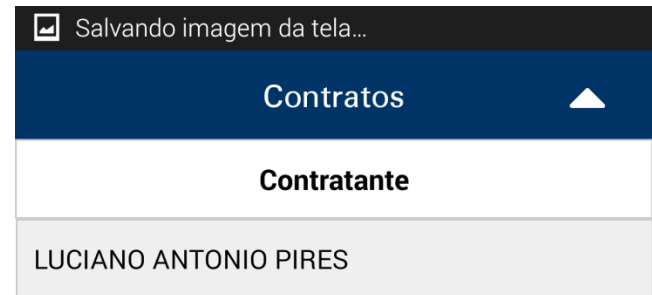 Salvando imagem da tela...
Contratos
Contratante
LUCIANO ANTONIO PIRES